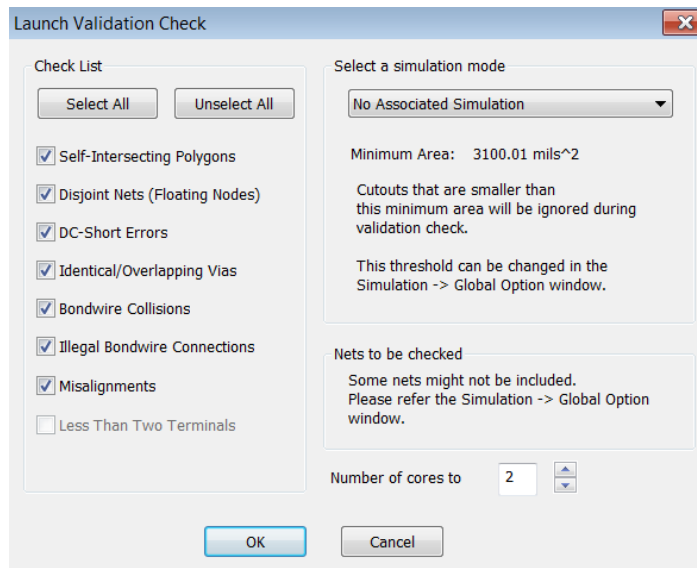 Launch Validation Check
Check List
Select All
Unselect All
Self-Intersecting Polygons
Disjoint Nets (Floating Nodes)
DC-Short Errors
Identical/Overlapping Vias
Bondwire Collisions
Illegal Bondwire Connections
Misalignments
Less Than Two Terminals
Select a simulation mode
No Associated Simulation
Minimum Area: 3100.01 mils^2
Cutouts that are smaller than
this minimum area will be ignored during
validation check.
This threshold can be changed in the
Simulation -> Global Option window.
Nets to be checked
Some nets might not be included.
Please refer the Simulation -> Global Option
window.
Number of cores to
2
OK
Cancel